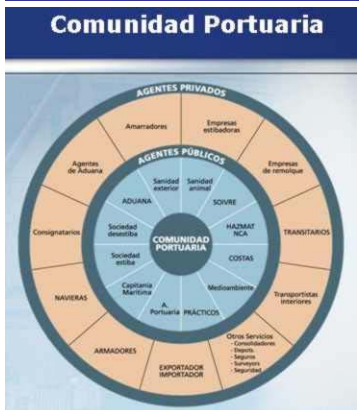 Comunidad Portuaria
AGENTES PRIVADOS
Amarradores
Empresas
estibadoras
Empresas
de remolque
TRANSITARIOS
Transportistas
interiores
Otros Servicios
- Consolidadores
- Depots
- Seguros
- Surveyors
- Seguridad
EXPORTADOR
IMPORTADOR
ARMADORES
NAVIERAS
Consignatarios
Agentes
de Aduana
AGENTES PÚBLICOS
Sanidad
exterior
Sanidad
animal
SOIVRE
HAZMAT
NCA
COSTAS
Medioambiente
PRÁCTICOS
A.
Portuaria
Capitanía
Marítima
Sociedad
estiba
Sociedad
desestiba
ADUANA
COMUNIDAD
PORTUARIA